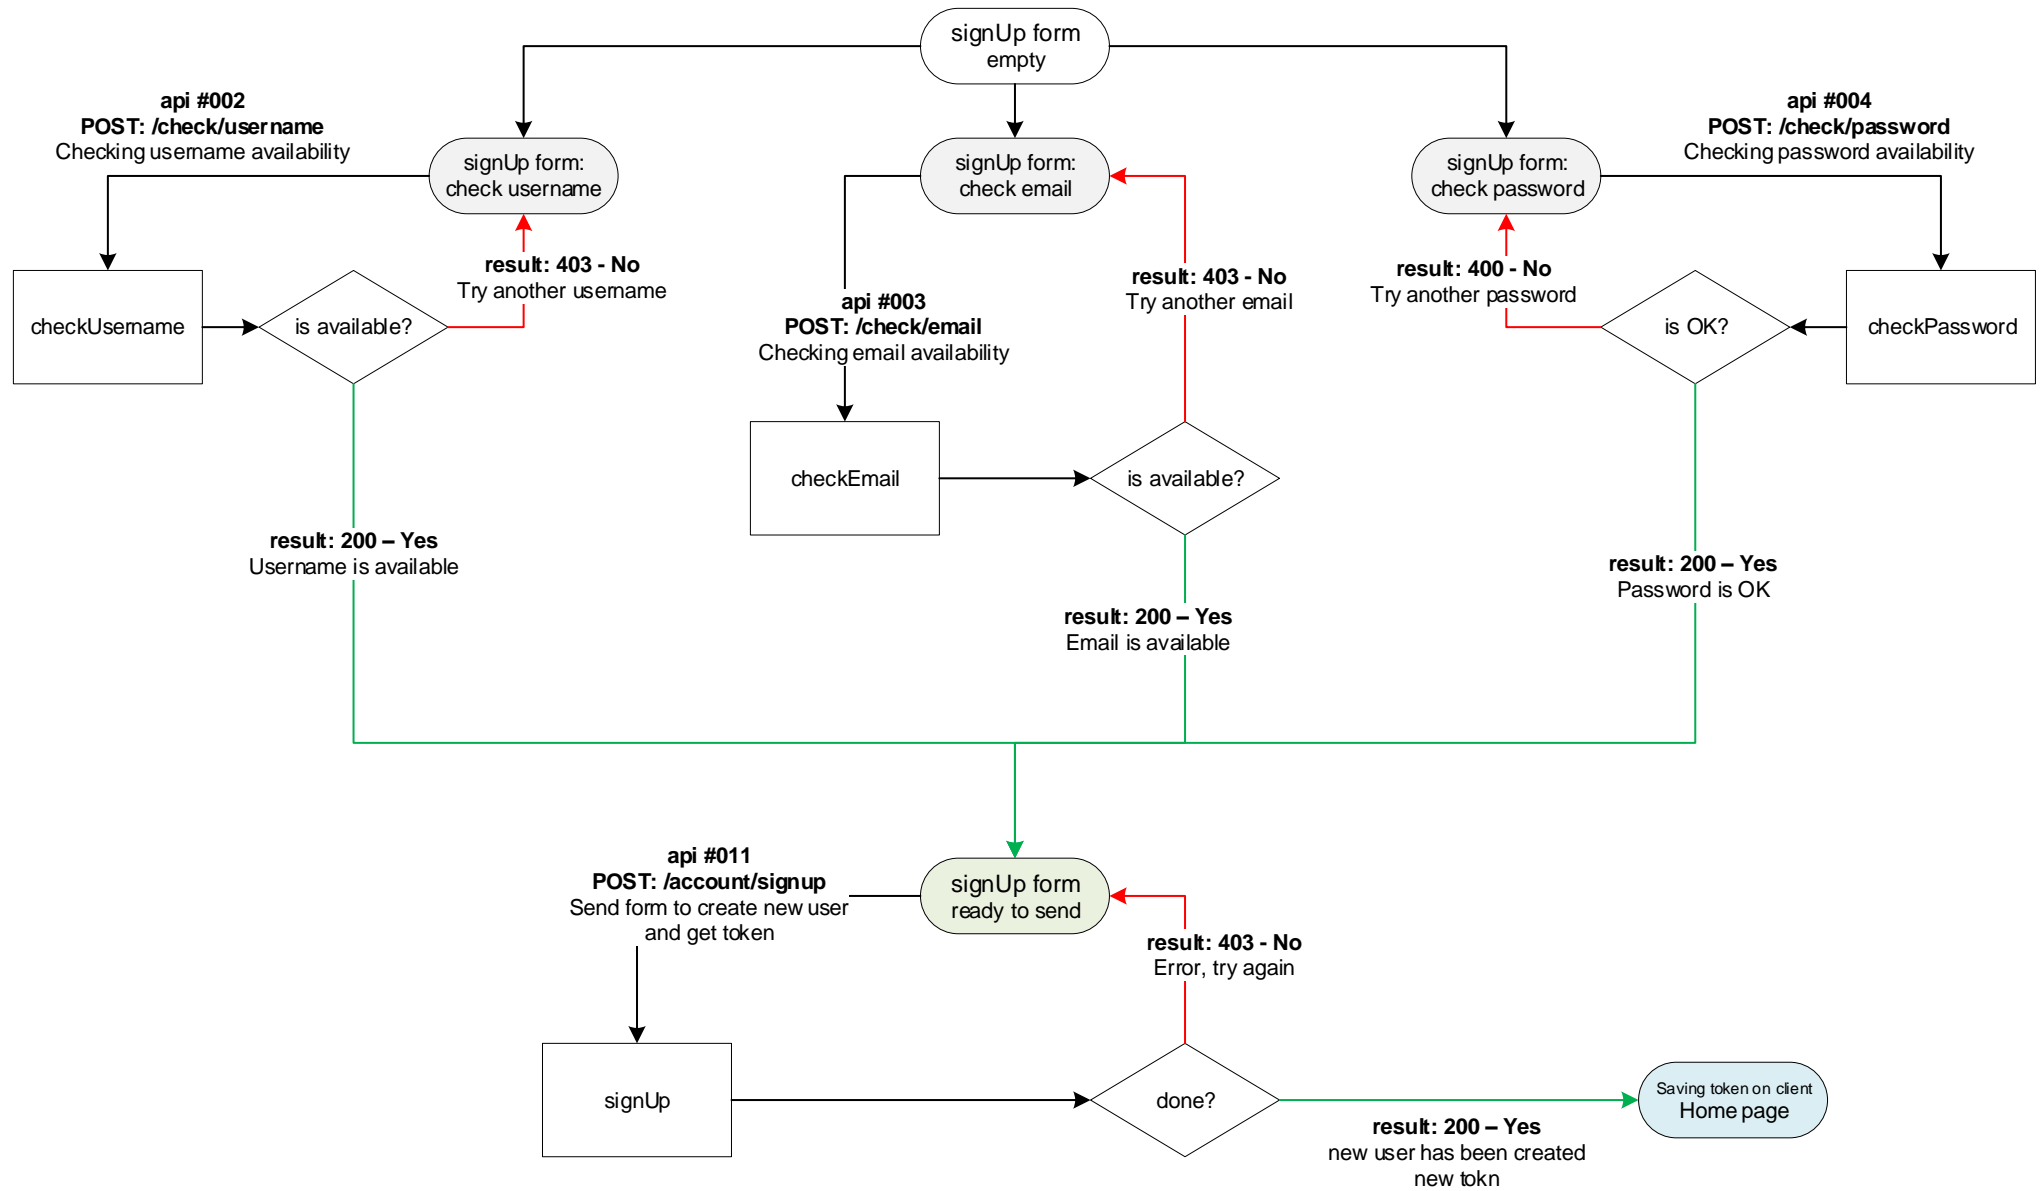 signUp form
empty
api #002
POST: /check/username
Checking username availability
signUp form:
check username
signUp form:
check email
signUp form:
check password
api #004
POST: /check/password
Checking password availability
result: 403 - No
Try another username
checkUsername
is available?
api #003
POST: /check/email
Checking email availability
result: 403 - No
Try another email
result: 400 - No
Try another password
is OK?
checkPassword
checkEmail
is available?
result: 200 – Yes
Username is available
result: 200 – Yes
Email is available
result: 200 – Yes
Password is OK
api #011
POST: /account/signup
Send form to create new user
and get token
signUp form
ready to send
result: 403 - No
Error, try again
signUp
done?
result: 200 – Yes
new user has been created
new tokn
Saving token on client
Home page